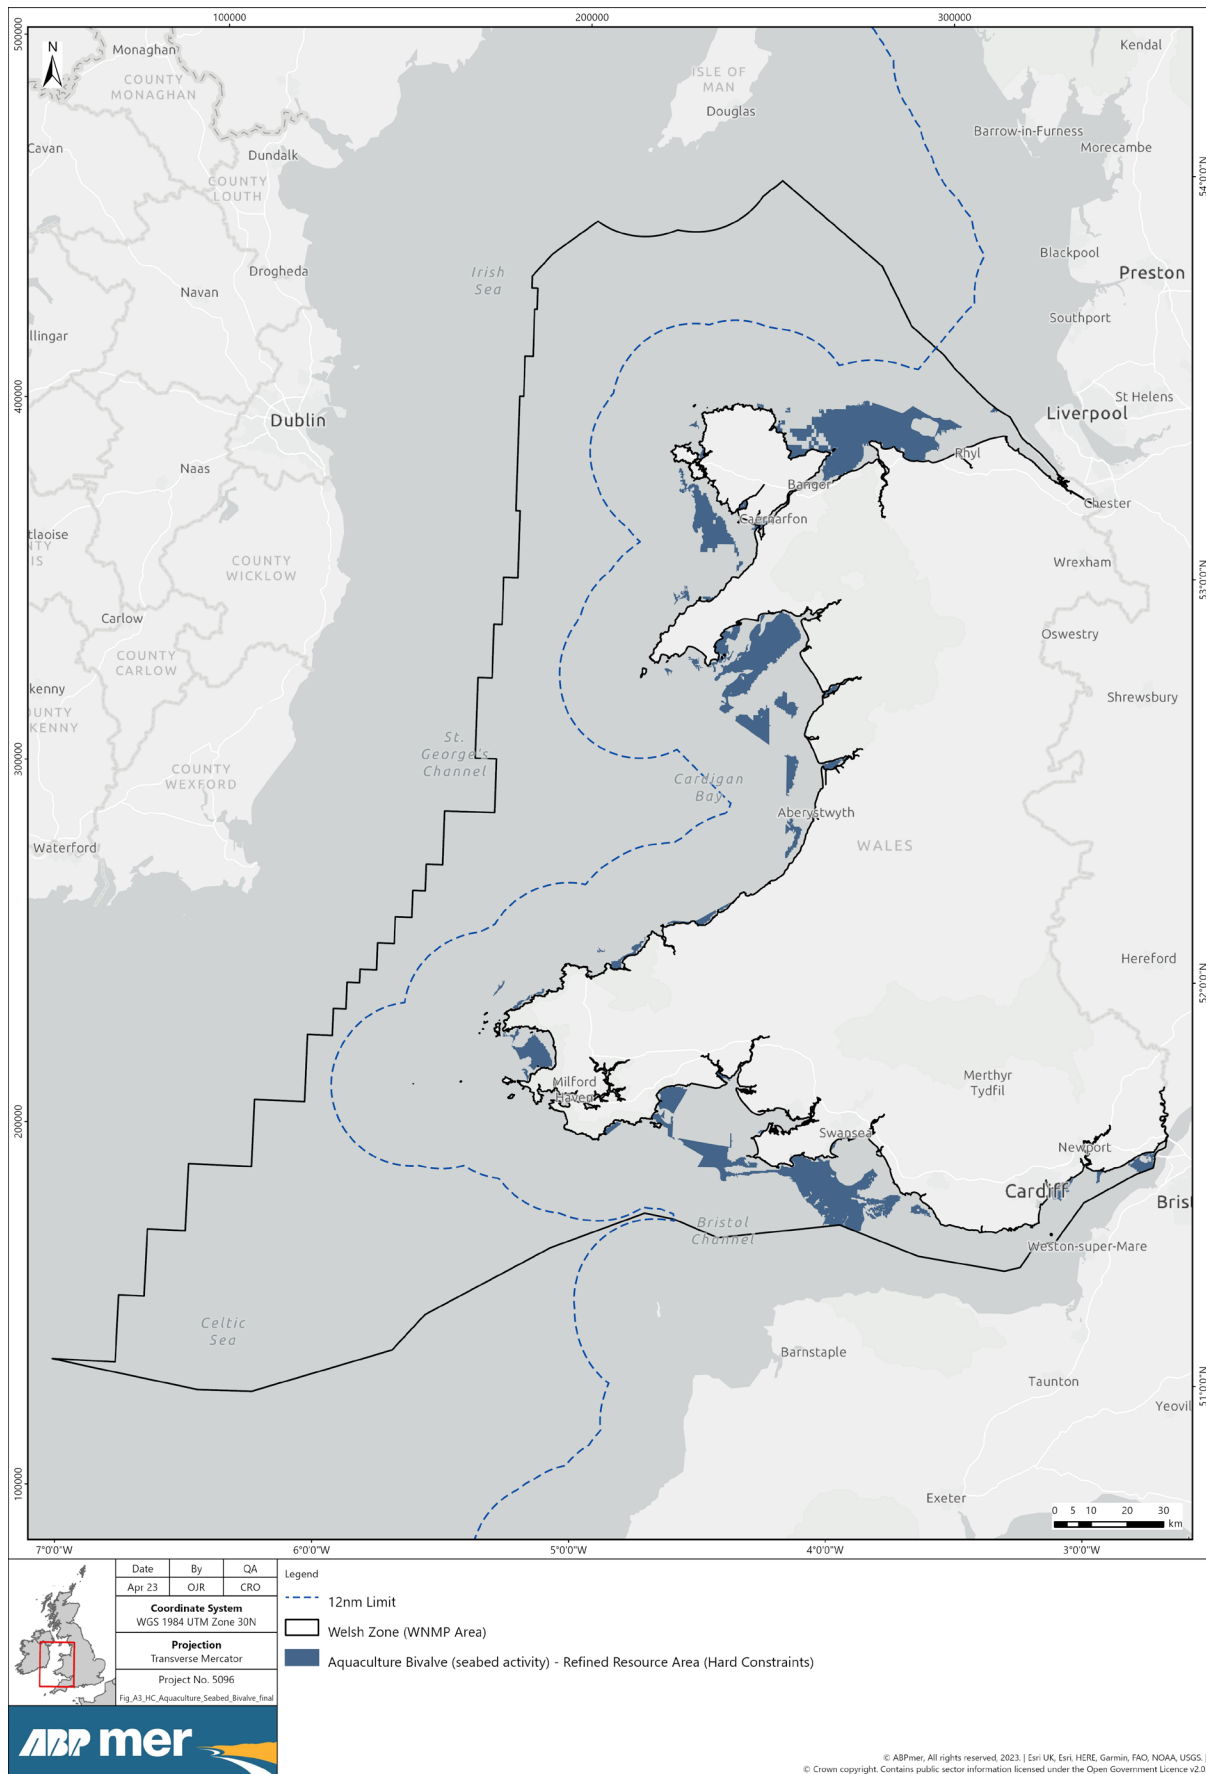 100000
200000
300000
500000
N
Monaghan
COUNTY
MONAGHAN
ISLE OF
MAN
Douglas
Kendal
Barrow-in-Furness
Morecambe
Cavan
Dundalk
COUNTY
LOUTH
54°0'0"N
Drogheda
Navan
Irish
Sea
Blackpool
Preston
Southport
llingar
400000
Dublin
St Helens
Liverpool
Naas
Rhyl
Bangor
Chester
Caernarfon
tlaoise
NTY
IS
COUNTY
WICKLOW
Wrexham
53°0'0"N
Carlow
Oswestry
COUNTY
CARLOW
kenny
OUNTY
KENNY
Shrewsbury
St.
George's
Channel
300000
COUNTY
WEXFORD
Cardigan
Bay
Aberystwyth
Waterford
WALES
Hereford
52°0'0"N
Milford
Haven
Merthyr
Tydfil
200000
Swansea
Newport
Cardiff
Brist
Bristol
Channel
Weston-super-Mare
Celtic
Sea
Barnstaple
Taunton
51°0'0"N
Yeovil
100000
Exeter
0 5 10 20 30
km
7°0'0"W
6°0'0"W
5°0'0"W
4°0'0"W
3°0'0"W
Date By QA
Apr 23 OJR CRO
Coordinate System
WGS 1984 UTM Zone 30N
Projection
Transverse Mercator
Project No. 5096
Fig_A3_HC_Aquaculture_Seabed_Bivalve_final
ABP mer
Legend
12nm Limit
Welsh Zone (WNMP Area)
Aquaculture Bivalve (seabed activity) - Refined Resource Area (Hard Constraints)
© ABPmer, All rights reserved, 2023. | Esri UK, Esri, HERE, Garmin, FAO, NOAA, USGS. |
© Crown copyright. Contains public sector information licensed under the Open Government Licence v2.0.